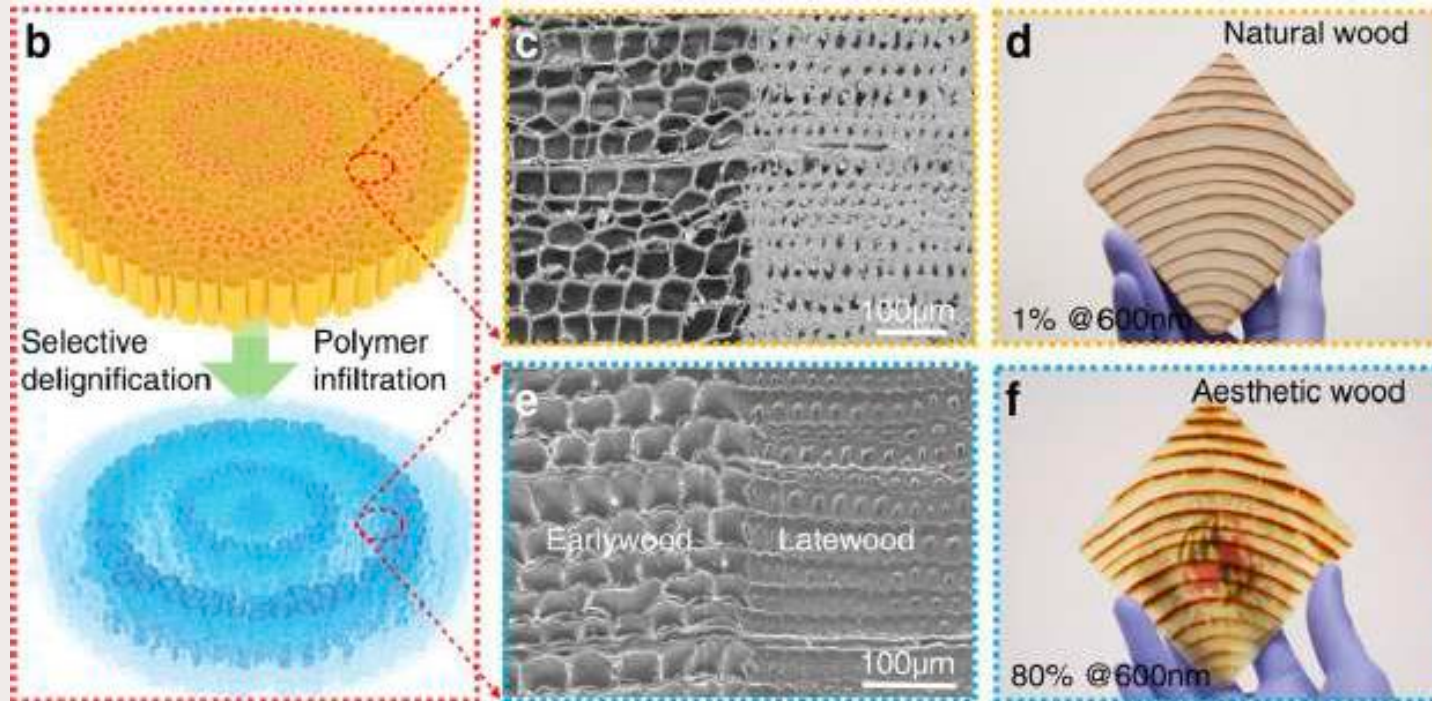 b
Selective
delignification
Polymer
infiltration
c
100μm
d
Natural wood
1% @600nm
e
Earlywood
Latewood
100μm
f
Aesthetic wood
80% @600nm